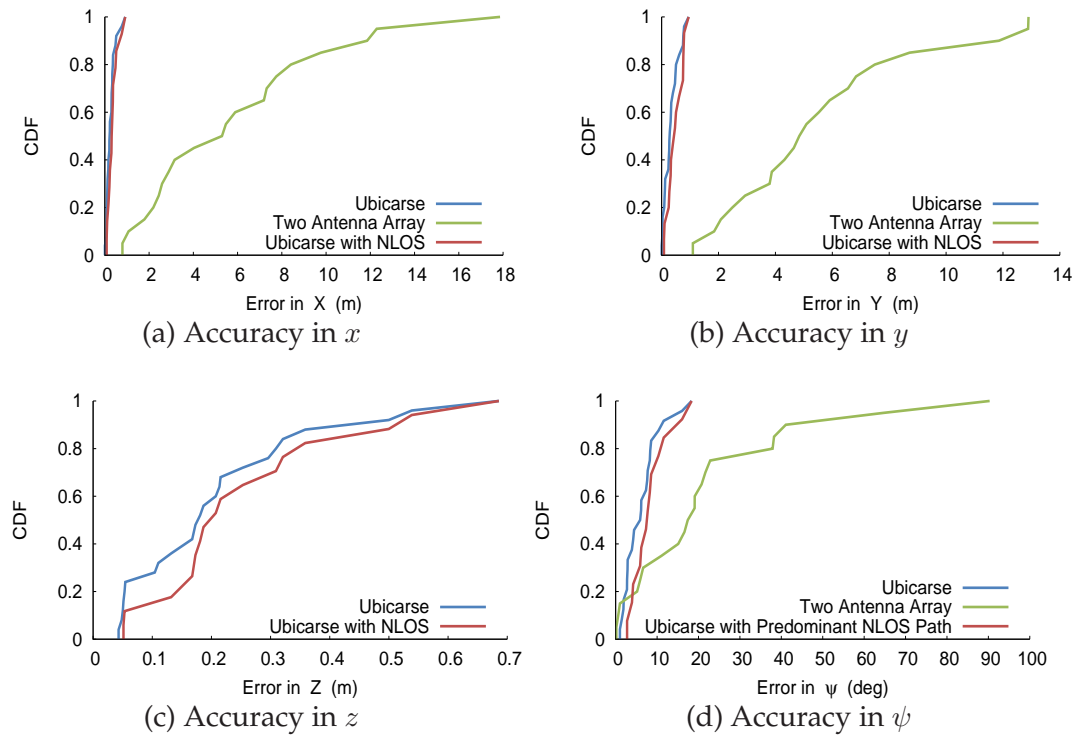 1
0.8
0.6
0.4
0.2
0
CDF
0 2 4 6 8 10 12 14 16 18
Error in X (m)
Ubicarse
Two Antenna Array
Ubicarse with NLOS
(a) Accuracy in x
1
0.8
0.6
0.4
0.2
0
CDF
0 2 4 6 8 10 12 14
Error in Y (m)
Ubicarse
Two Antenna Array
Ubicarse with NLOS
(b) Accuracy in y
1
0.8
0.6
0.4
0.2
0
CDF
0 0.1 0.2 0.3 0.4 0.5 0.6 0.7
Error in Z (m)
Ubicarse
Ubicarse with NLOS
(c) Accuracy in z
1
0.8
0.6
0.4
0.2
0
CDF
0 10 20 30 40 50 60 70 80 90 100
Error in ψ (deg)
Ubicarse
Two Antenna Array
Ubicarse with Predominant NLOS Path
(d) Accuracy in ψ